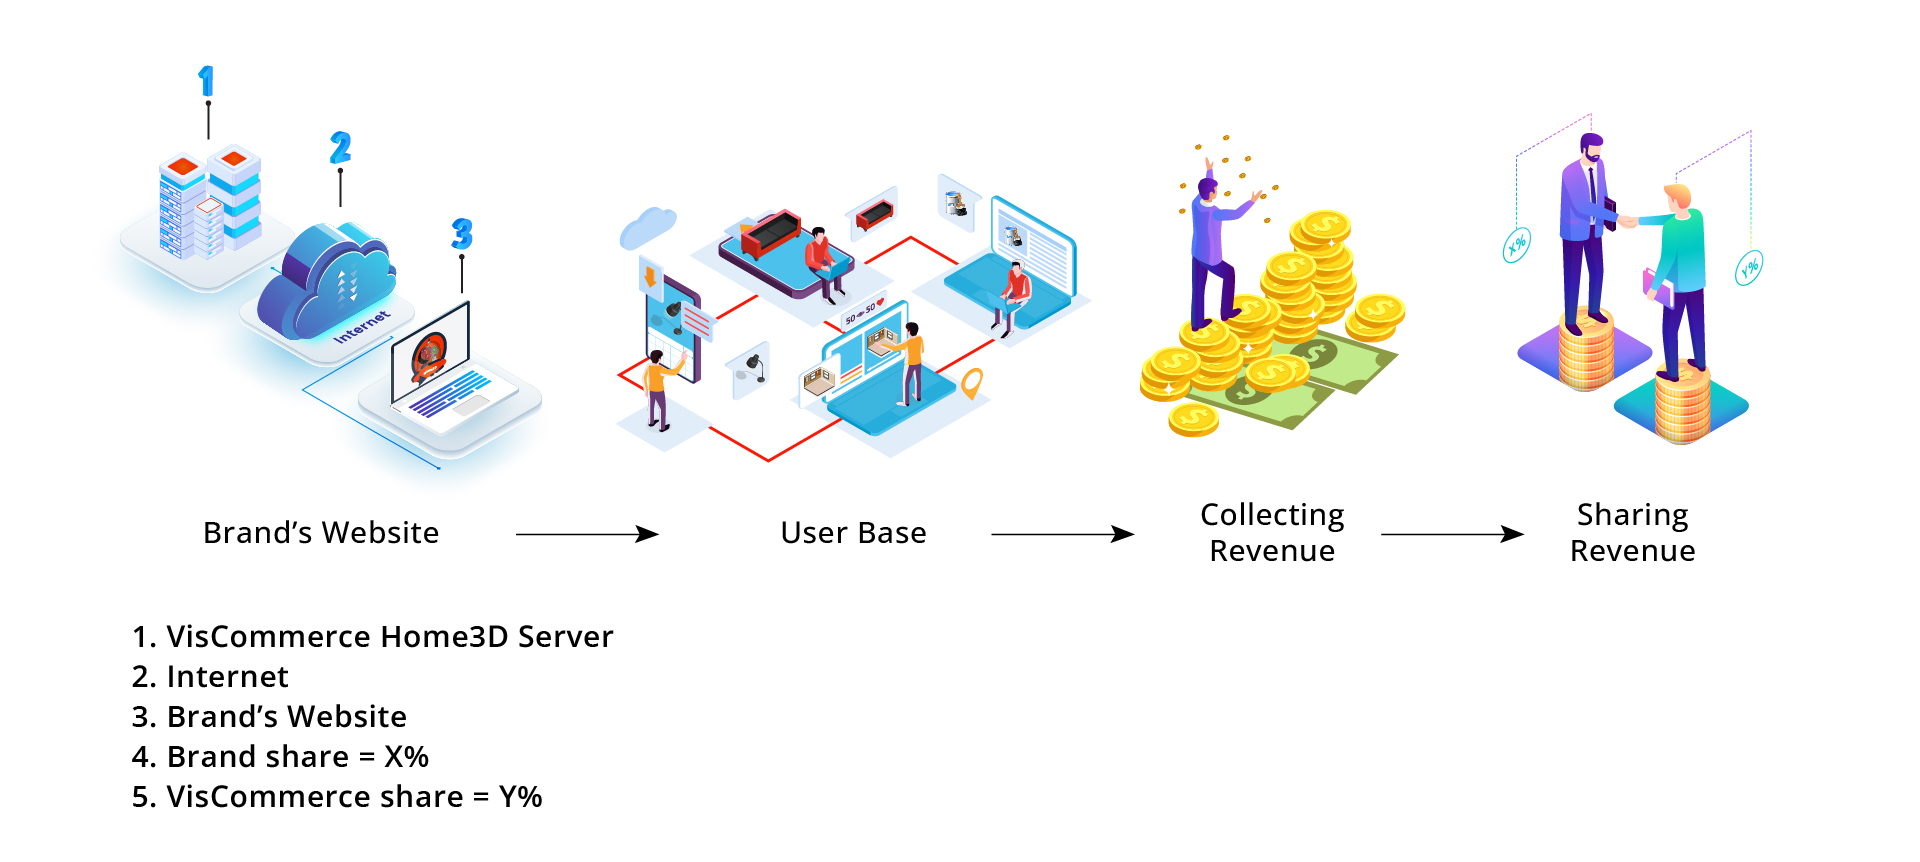 1
2
3
Internet
50 50
X%
Y%
Brand’s Website
User Base
Collecting
Revenue
Sharing
Revenue
1. VisCommerce Home3D Server
2. Internet
3. Brand’s Website
4. Brand share = X%
5. VisCommerce share = Y%